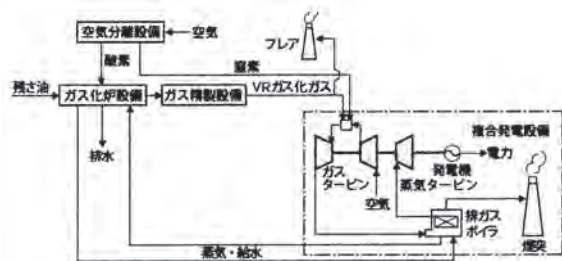 空気分離設備
空気
フレア
酸素
窒素
残さ油
ガス化炉設備
ガス精製設備
VRガス化ガス
排水
複合発電設備
ガス
タービン
発電機
電力
蒸気タービン
空気
排ガス
ボイラ
蒸気・給水
煙突